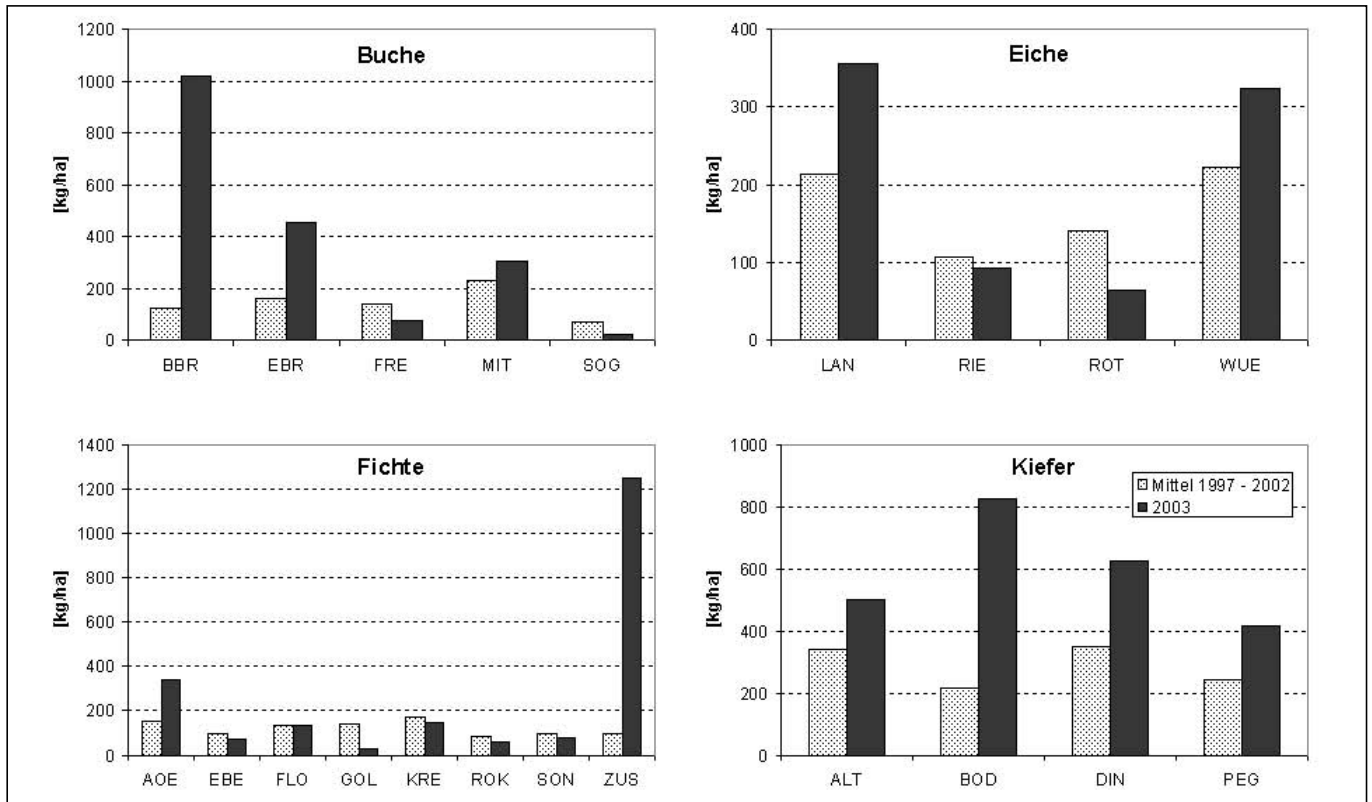 Buche
[kg/ha]
1200
1000
800
600
400
200
0
BBR EBR FRE MIT SOG
Eiche
[kg/ha]
400
300
200
100
0
LAN RIE ROT WUE
Fichte
[kg/ha]
1400
1200
1000
800
600
400
200
0
AOE EBE FLO GOL KRE ROK SON ZUS
Kiefer
[kg/ha]
1000
800
600
400
200
0
Mittel 1997 - 2002
2003
ALT BOD DIN PEG